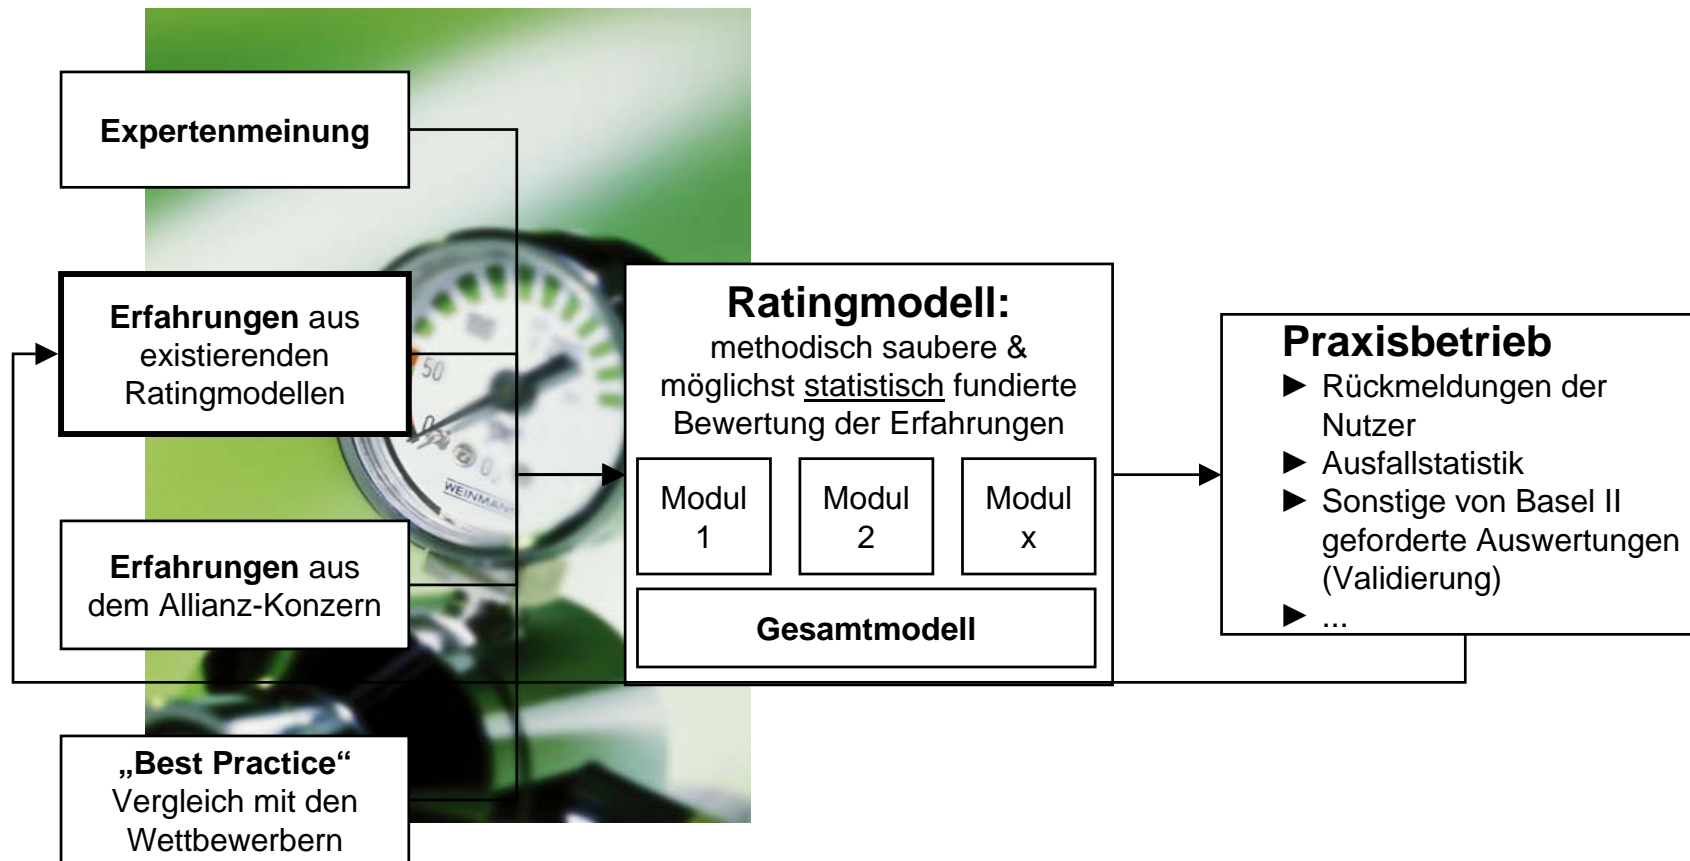 Expertenmeinung
Erfahrungen aus
existierenden
Ratingmodellen
Erfahrungen aus
dem Allianz-Konzern
„Best Practice“
Vergleich mit den
Wettbewerbern
50
0
WEINMANN
Ratingmodell:
methodisch saubere &
möglichst statistisch fundierte
Bewertung der Erfahrungen
Modul
1
Modul
2
Modul
x
Gesamtmodell
Praxisbetrieb
► Rückmeldungen der
Nutzer
► Ausfallstatistik
► Sonstige von Basel II
geforderte Auswertungen
(Validierung)
► ...